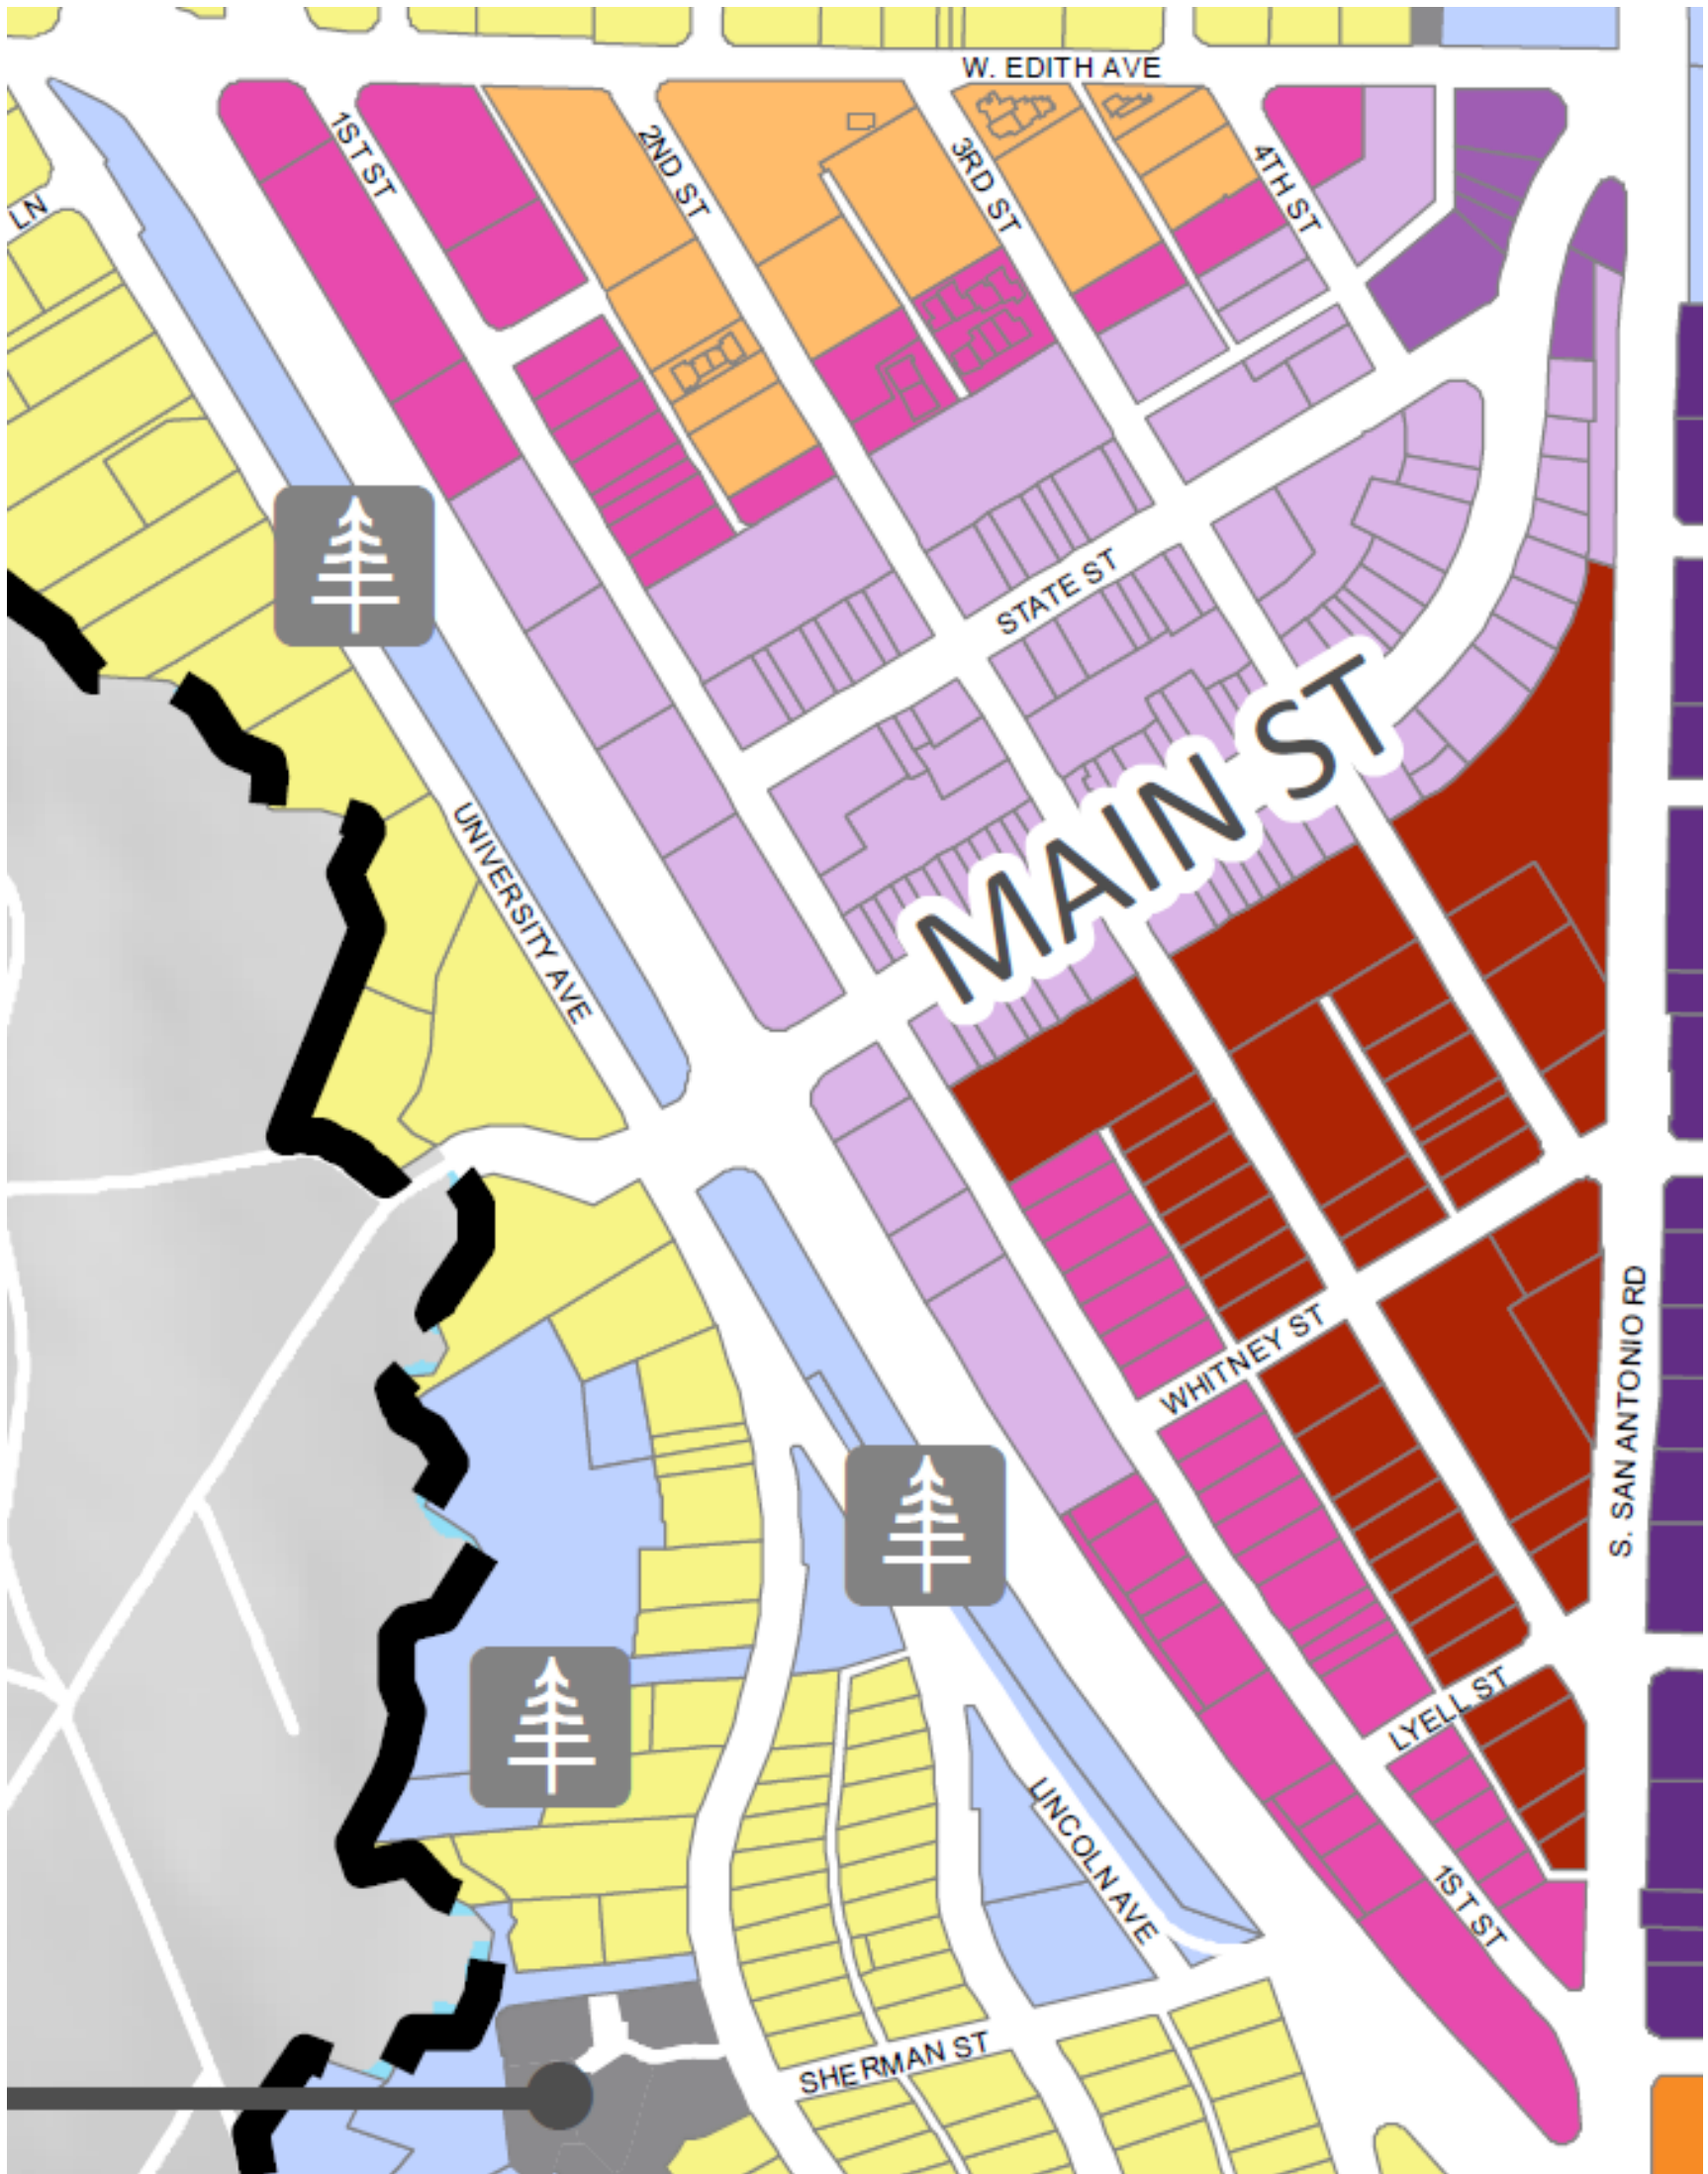 W. EDITH AVE
1ST ST
2ND ST
3RD ST
4TH ST
LN
STATE ST
MAIN ST
UNIVERSITY AVE
WHITNEY ST
S. SAN ANTONIO RD
LYELL ST
LINCOLN AVE
1ST ST
SHERMAN ST